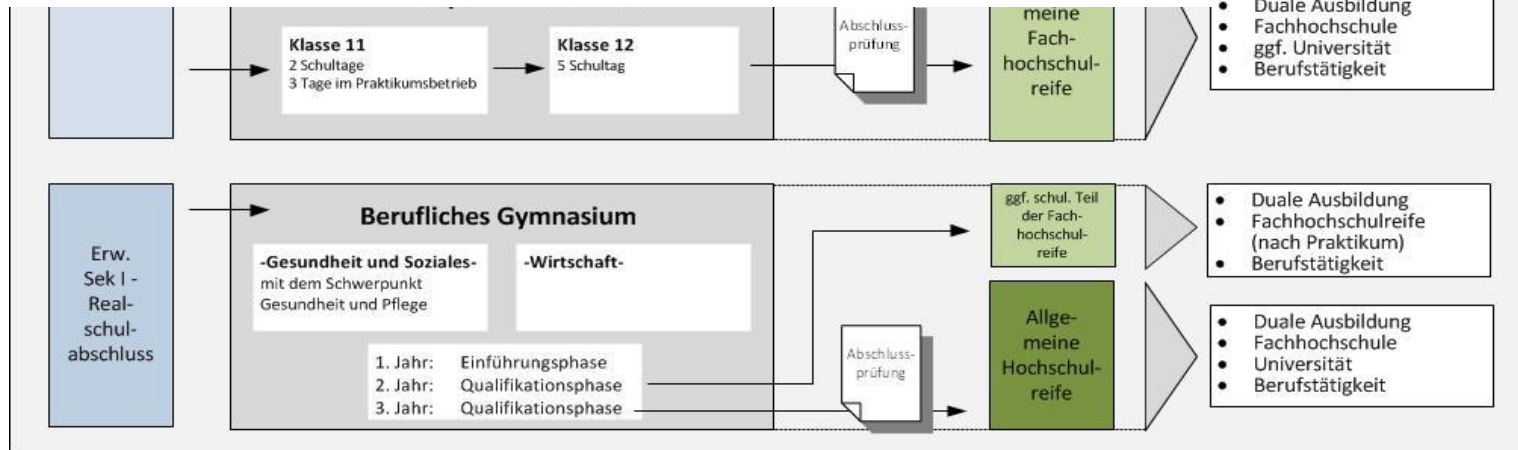 Klasse 11
2 Schultage
3 Tage im Praktikumsbetrieb
Klasse 12
5 Schultag
Abschluss-
prüfung
meine
Fach-
hochschul-
reife
• Duale Ausbildung
• Fachhochschule
• ggf. Universität
• Berufstätigkeit
Erw.
Sek I -
Real-
schul-
abschluss
Berufliches Gymnasium
-Gesundheit und Soziales-
mit dem Schwerpunkt
Gesundheit und Pflege
-Wirtschaft-
1. Jahr: Einführungsphase
2. Jahr: Qualifikationsphase
3. Jahr: Qualifikationsphase
Abschluss-
prüfung
ggf. schul. Teil
der Fach-
hochschul-
reife
Allge-
meine
Hochschul-
reife
• Duale Ausbildung
• Fachhochschulreife
(nach Praktikum)
• Berufstätigkeit
• Duale Ausbildung
• Fachhochschule
• Universität
• Berufstätigkeit